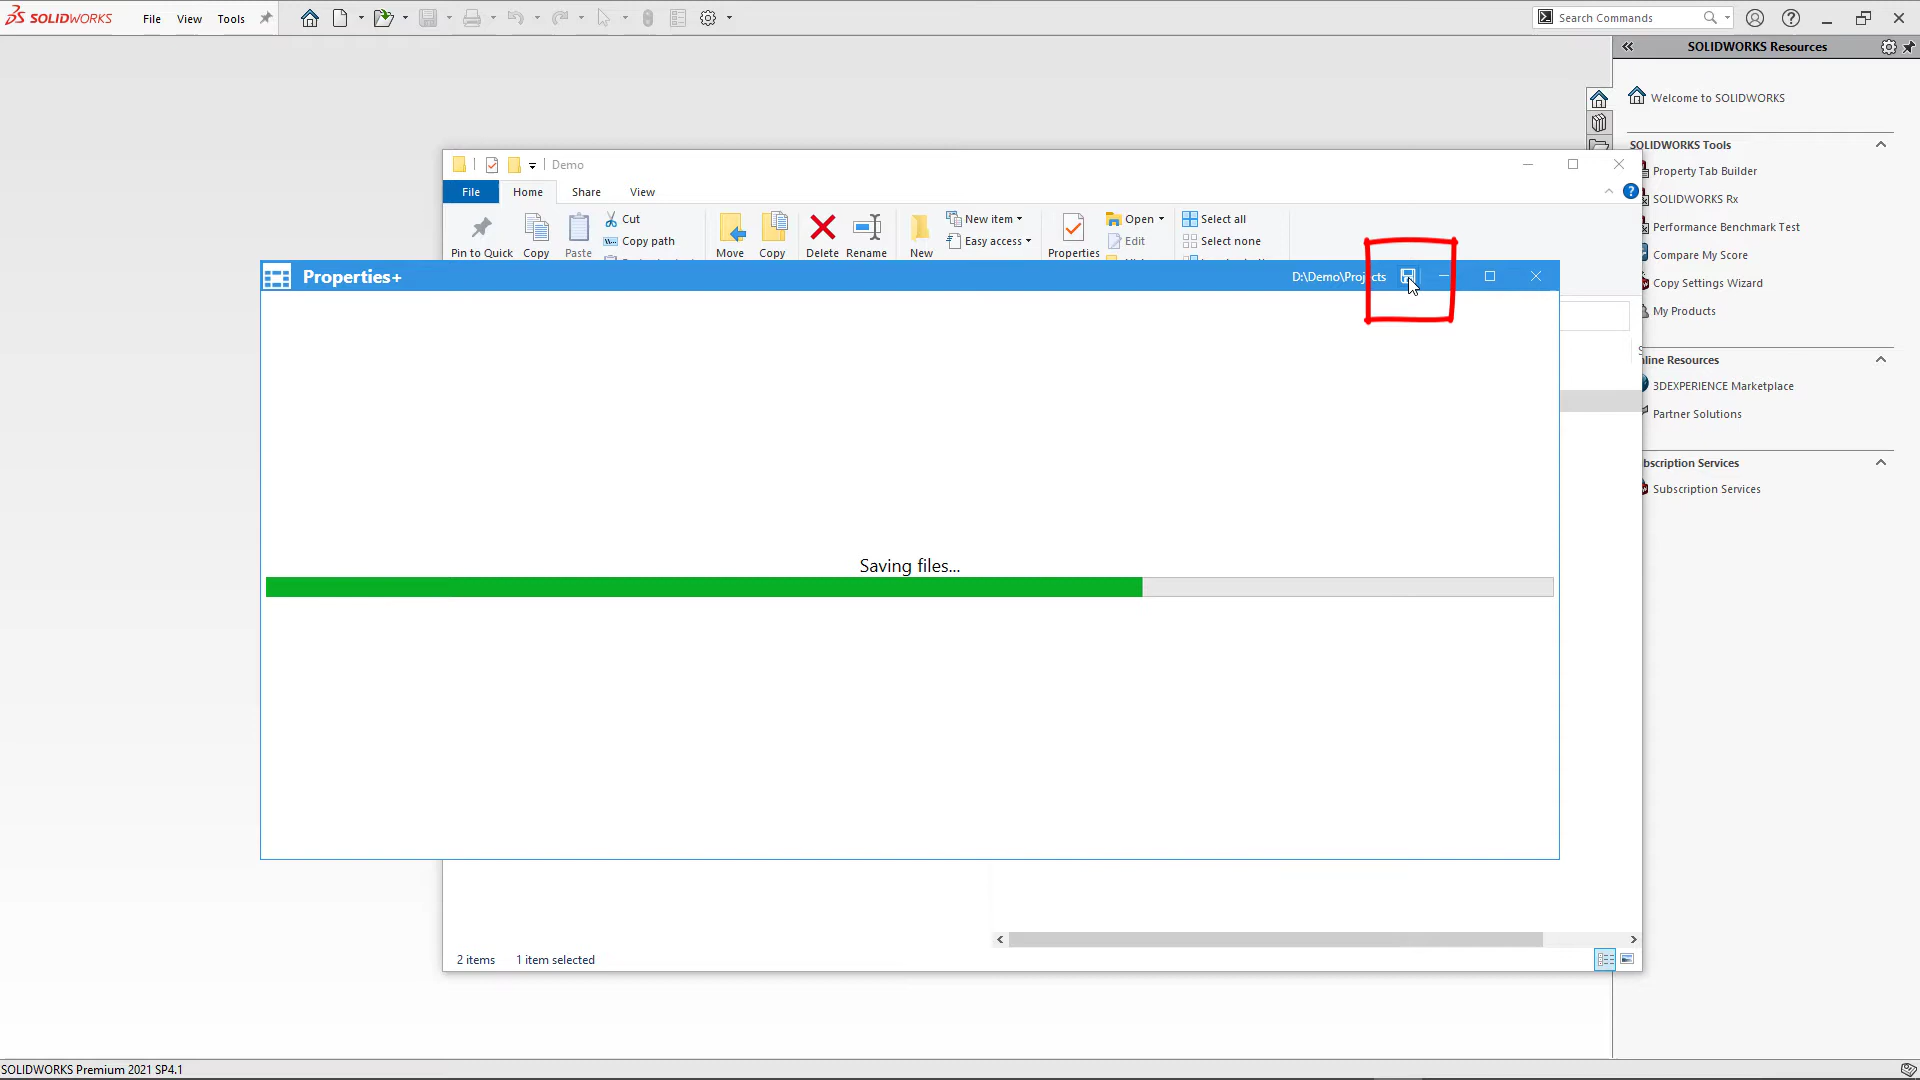 SOLIDWORKS File View Tools Search Commands
SOLIDWORKS Resources
Welcome to SOLIDWORKS
SOLIDWORKS Tools
Property Tab Builder
SOLIDWORKS Rx
Performance Benchmark Test
Compare My Score
Copy Settings Wizard
My Products
nline Resources
3DEXPERIENCE Marketplace
Partner Solutions
bscription Services
Subscription Services
Demo
File Home Share View
Pin to Quick Copy Paste Cut Copy path Move Copy Delete Rename New New item Easy access Properties Open Edit Select all Select none
Properties+ D:\Demo\Projects
Saving files...
2 items 1 item selected
SOLIDWORKS Premium 2021 SP4.1